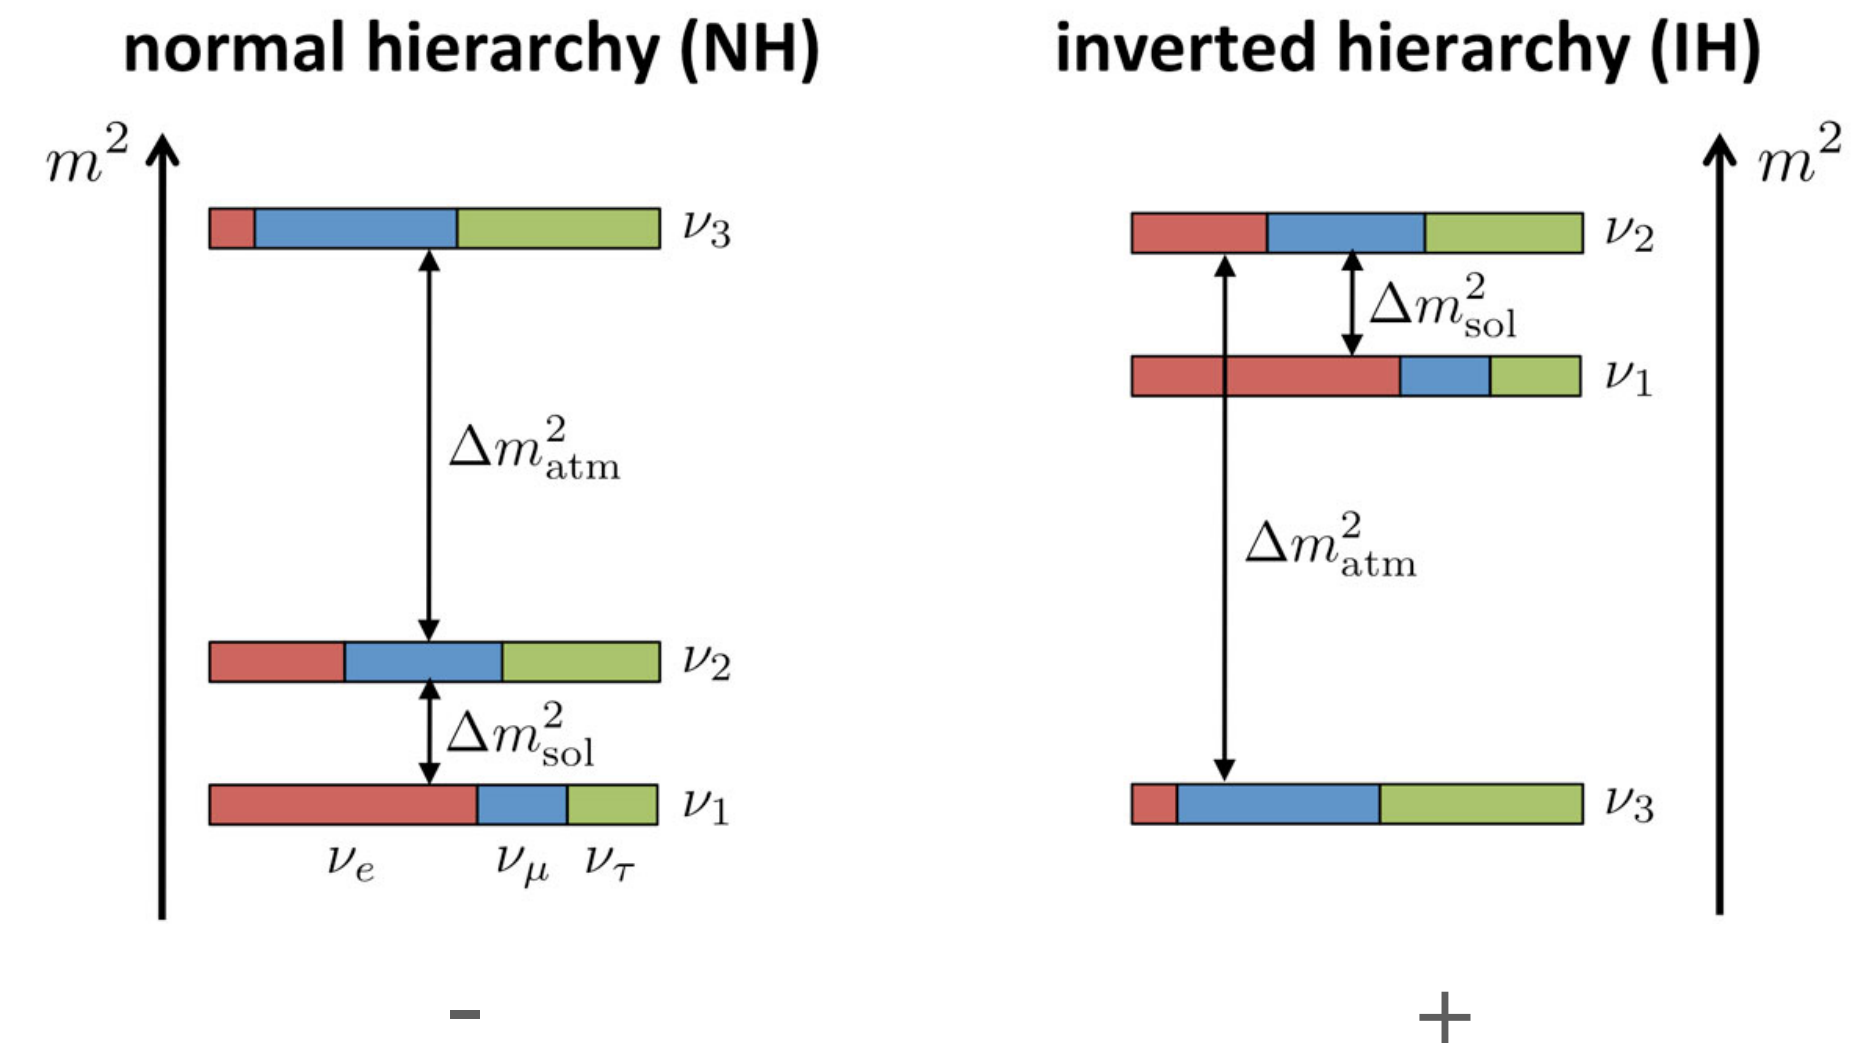 normal hierarchy (NH)
m²
ν₃
Δm²atm
ν₂
Δm²sol
ν₁
νₑ νμ ντ
-
inverted hierarchy (IH)
m²
ν₂
Δm²sol
ν₁
Δm²atm
ν₃
+